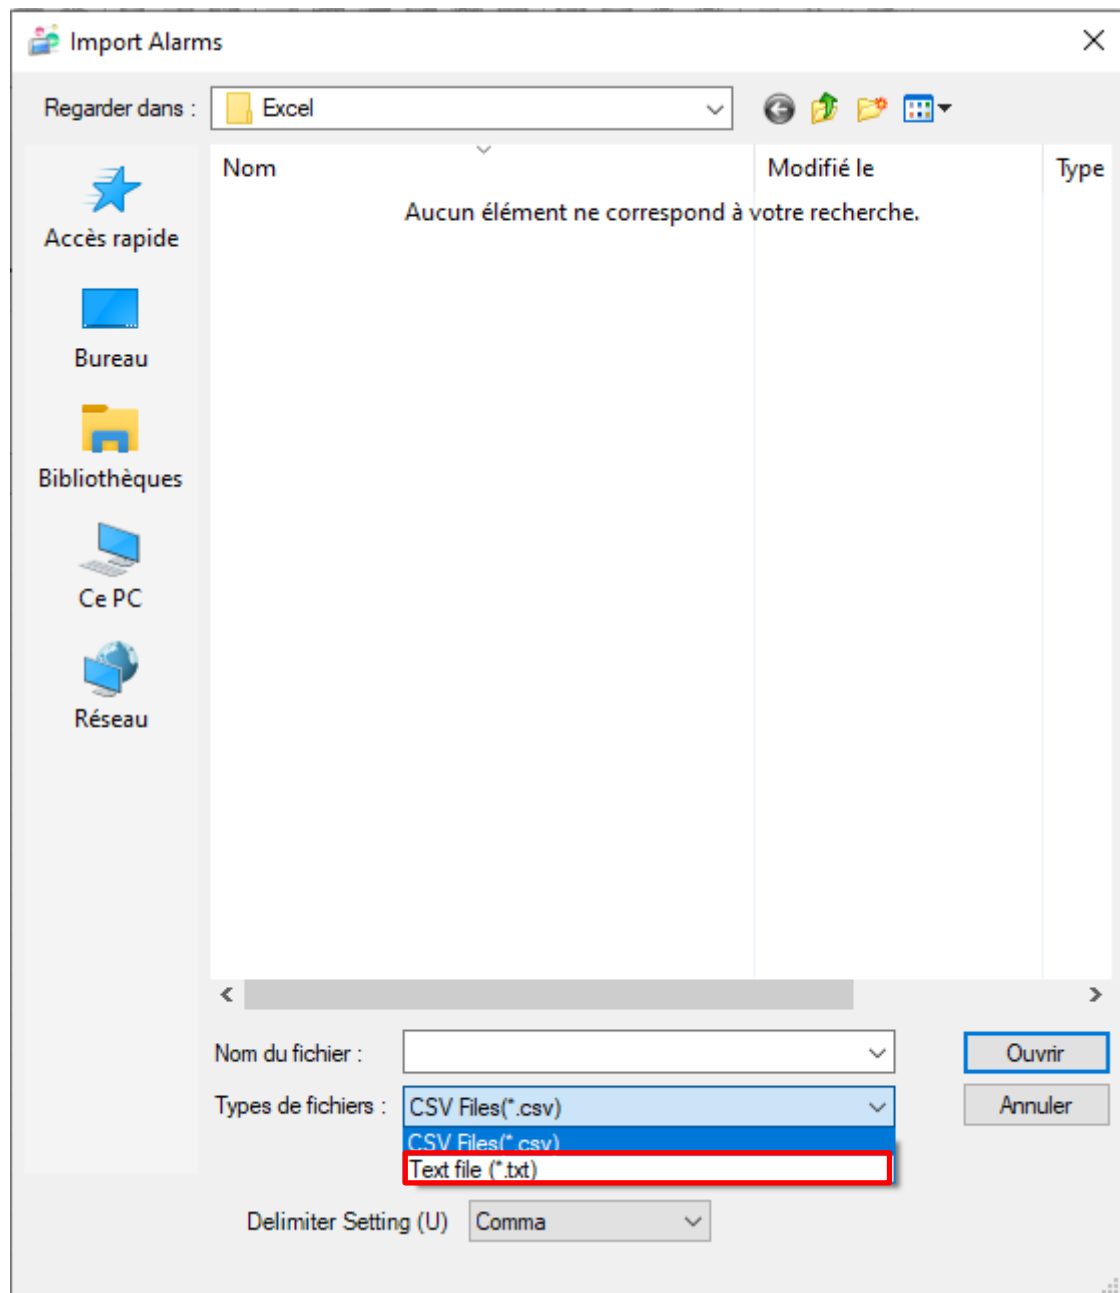 Import Alarms
Regarder dans :
Excel
Nom
Modifié le
Type
Aucun élément ne correspond à votre recherche.
Accès rapide
Bureau
Bibliothèques
Ce PC
Réseau
Nom du fichier :
Ouvrir
Types de fichiers :
CSV Files(*.csv)
Annuler
CSV Files(*.csv)
Text file (*.txt)
Delimiter Setting (U)
Comma